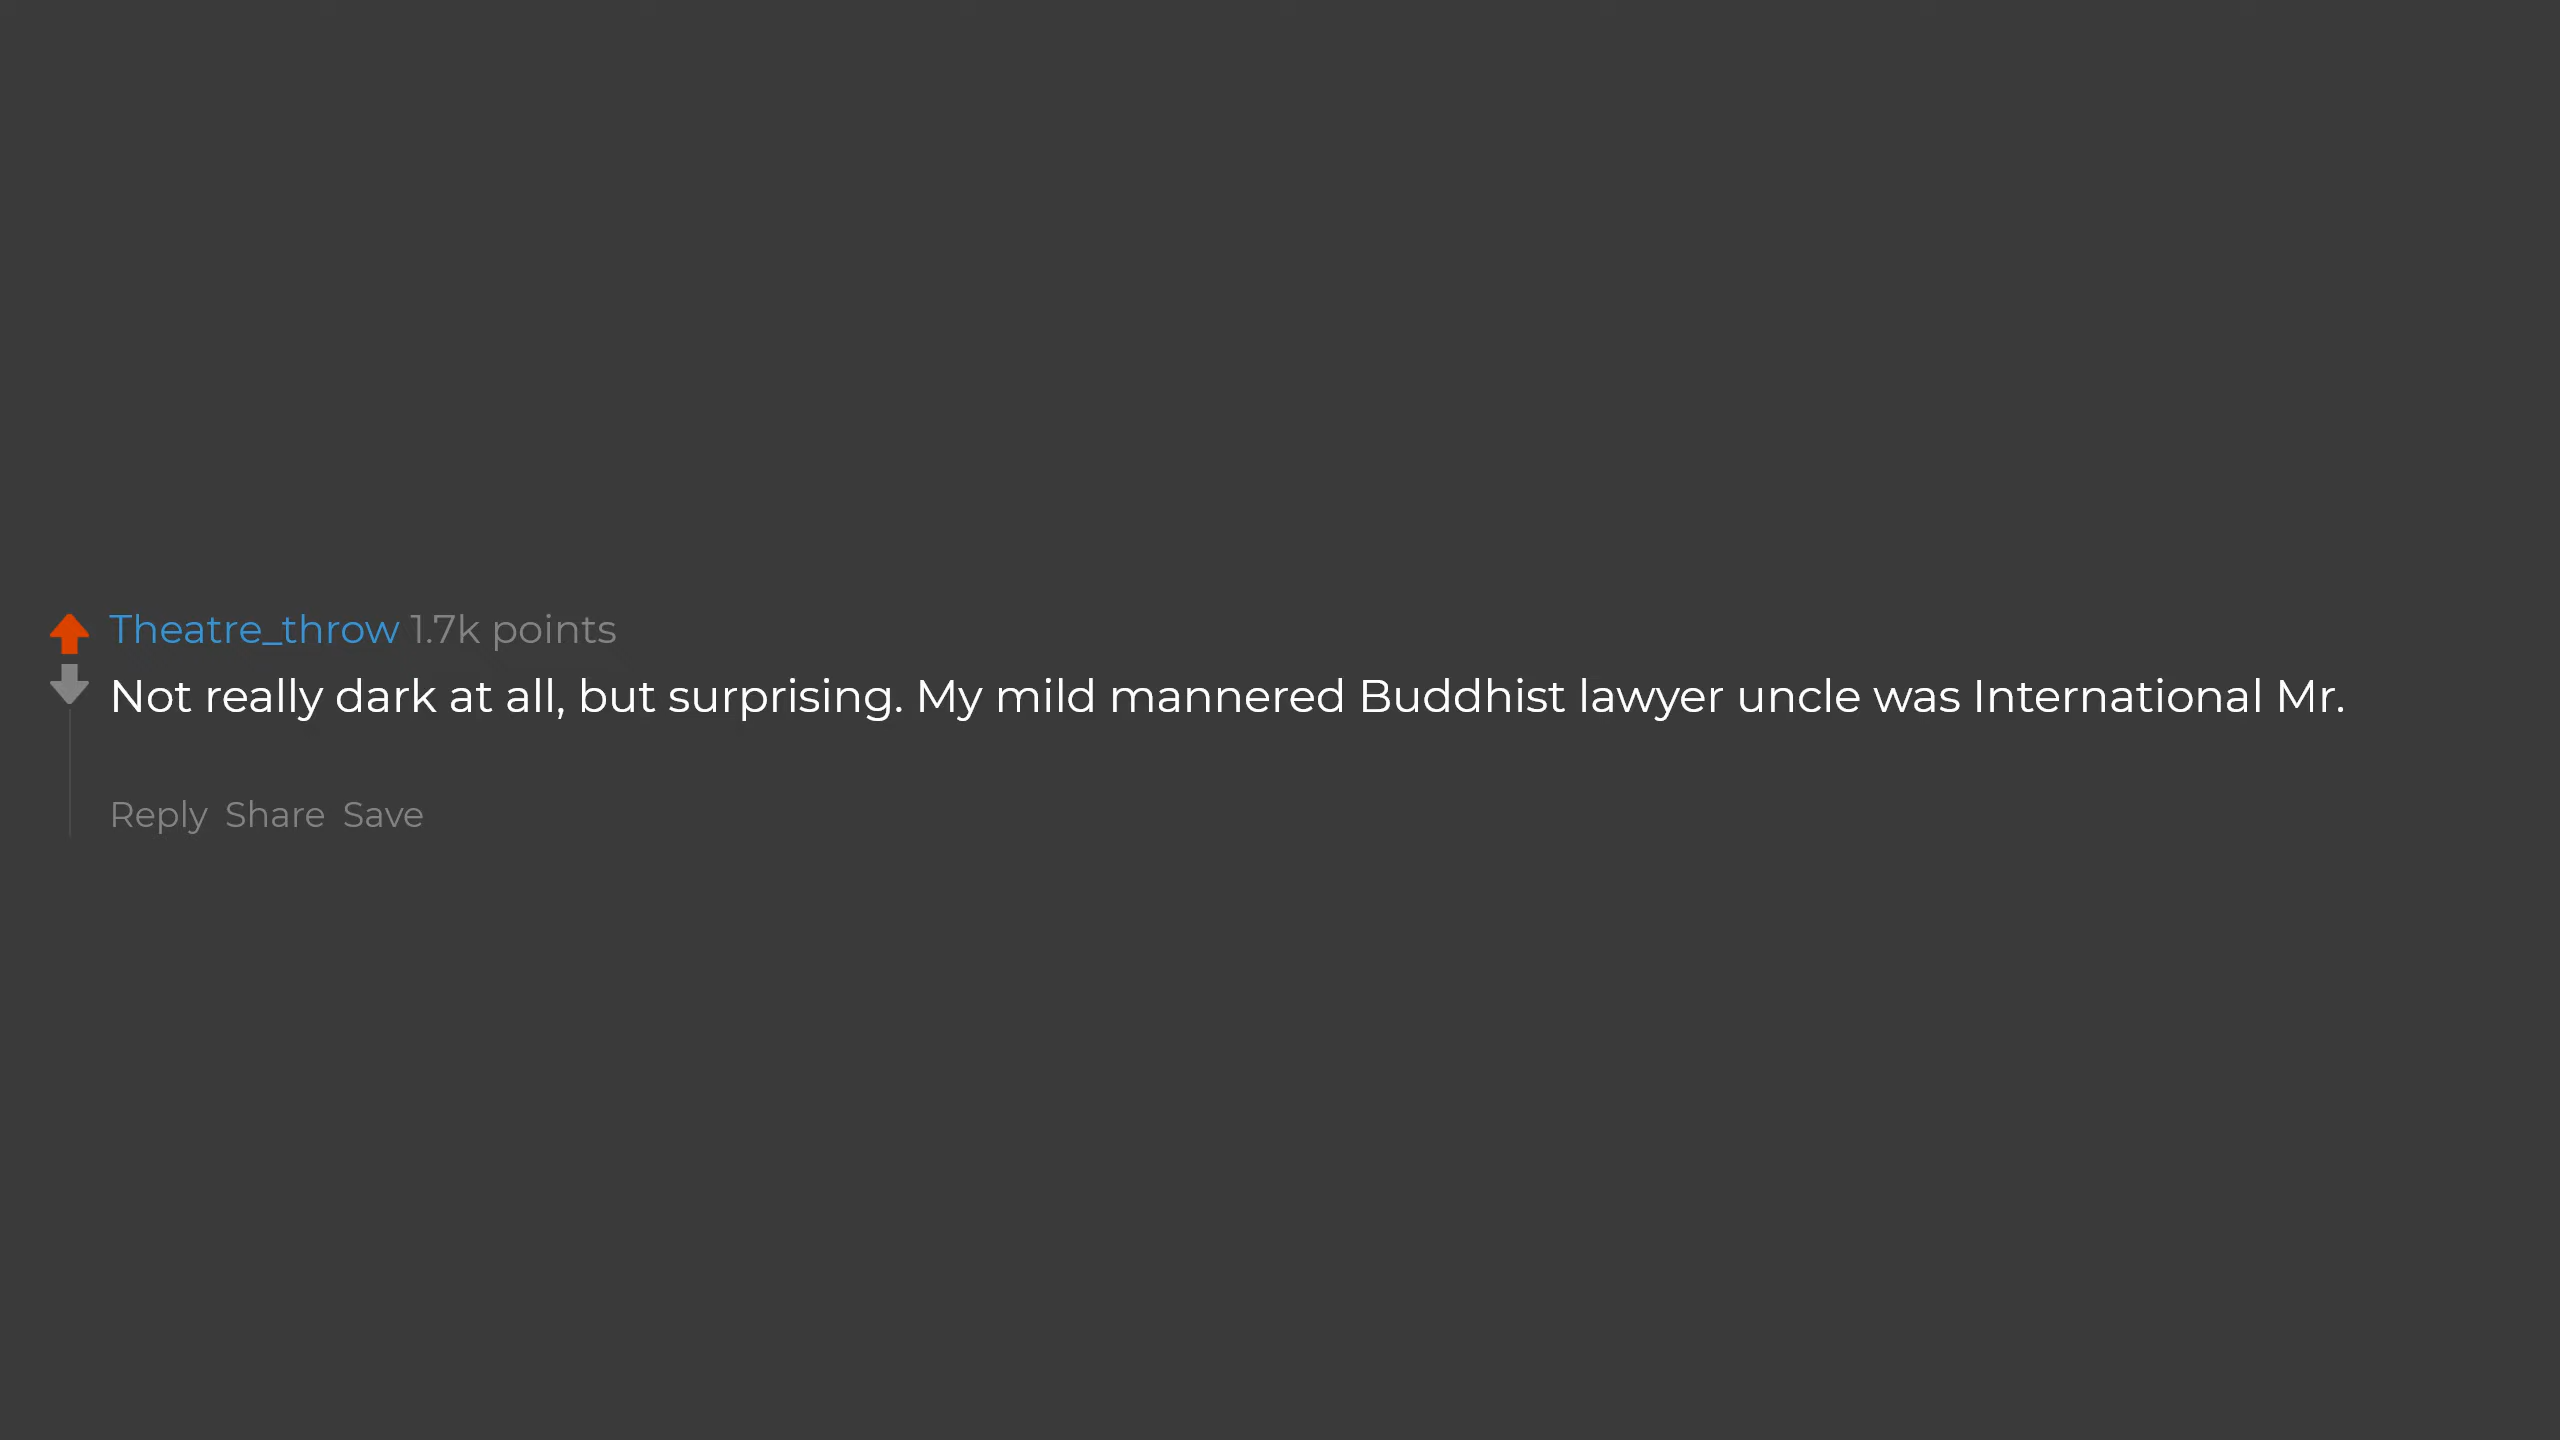 Theatre_throw 1.7k points
Not really dark at all, but surprising. My mild mannered Buddhist lawyer uncle was International Mr.
Reply Share Save